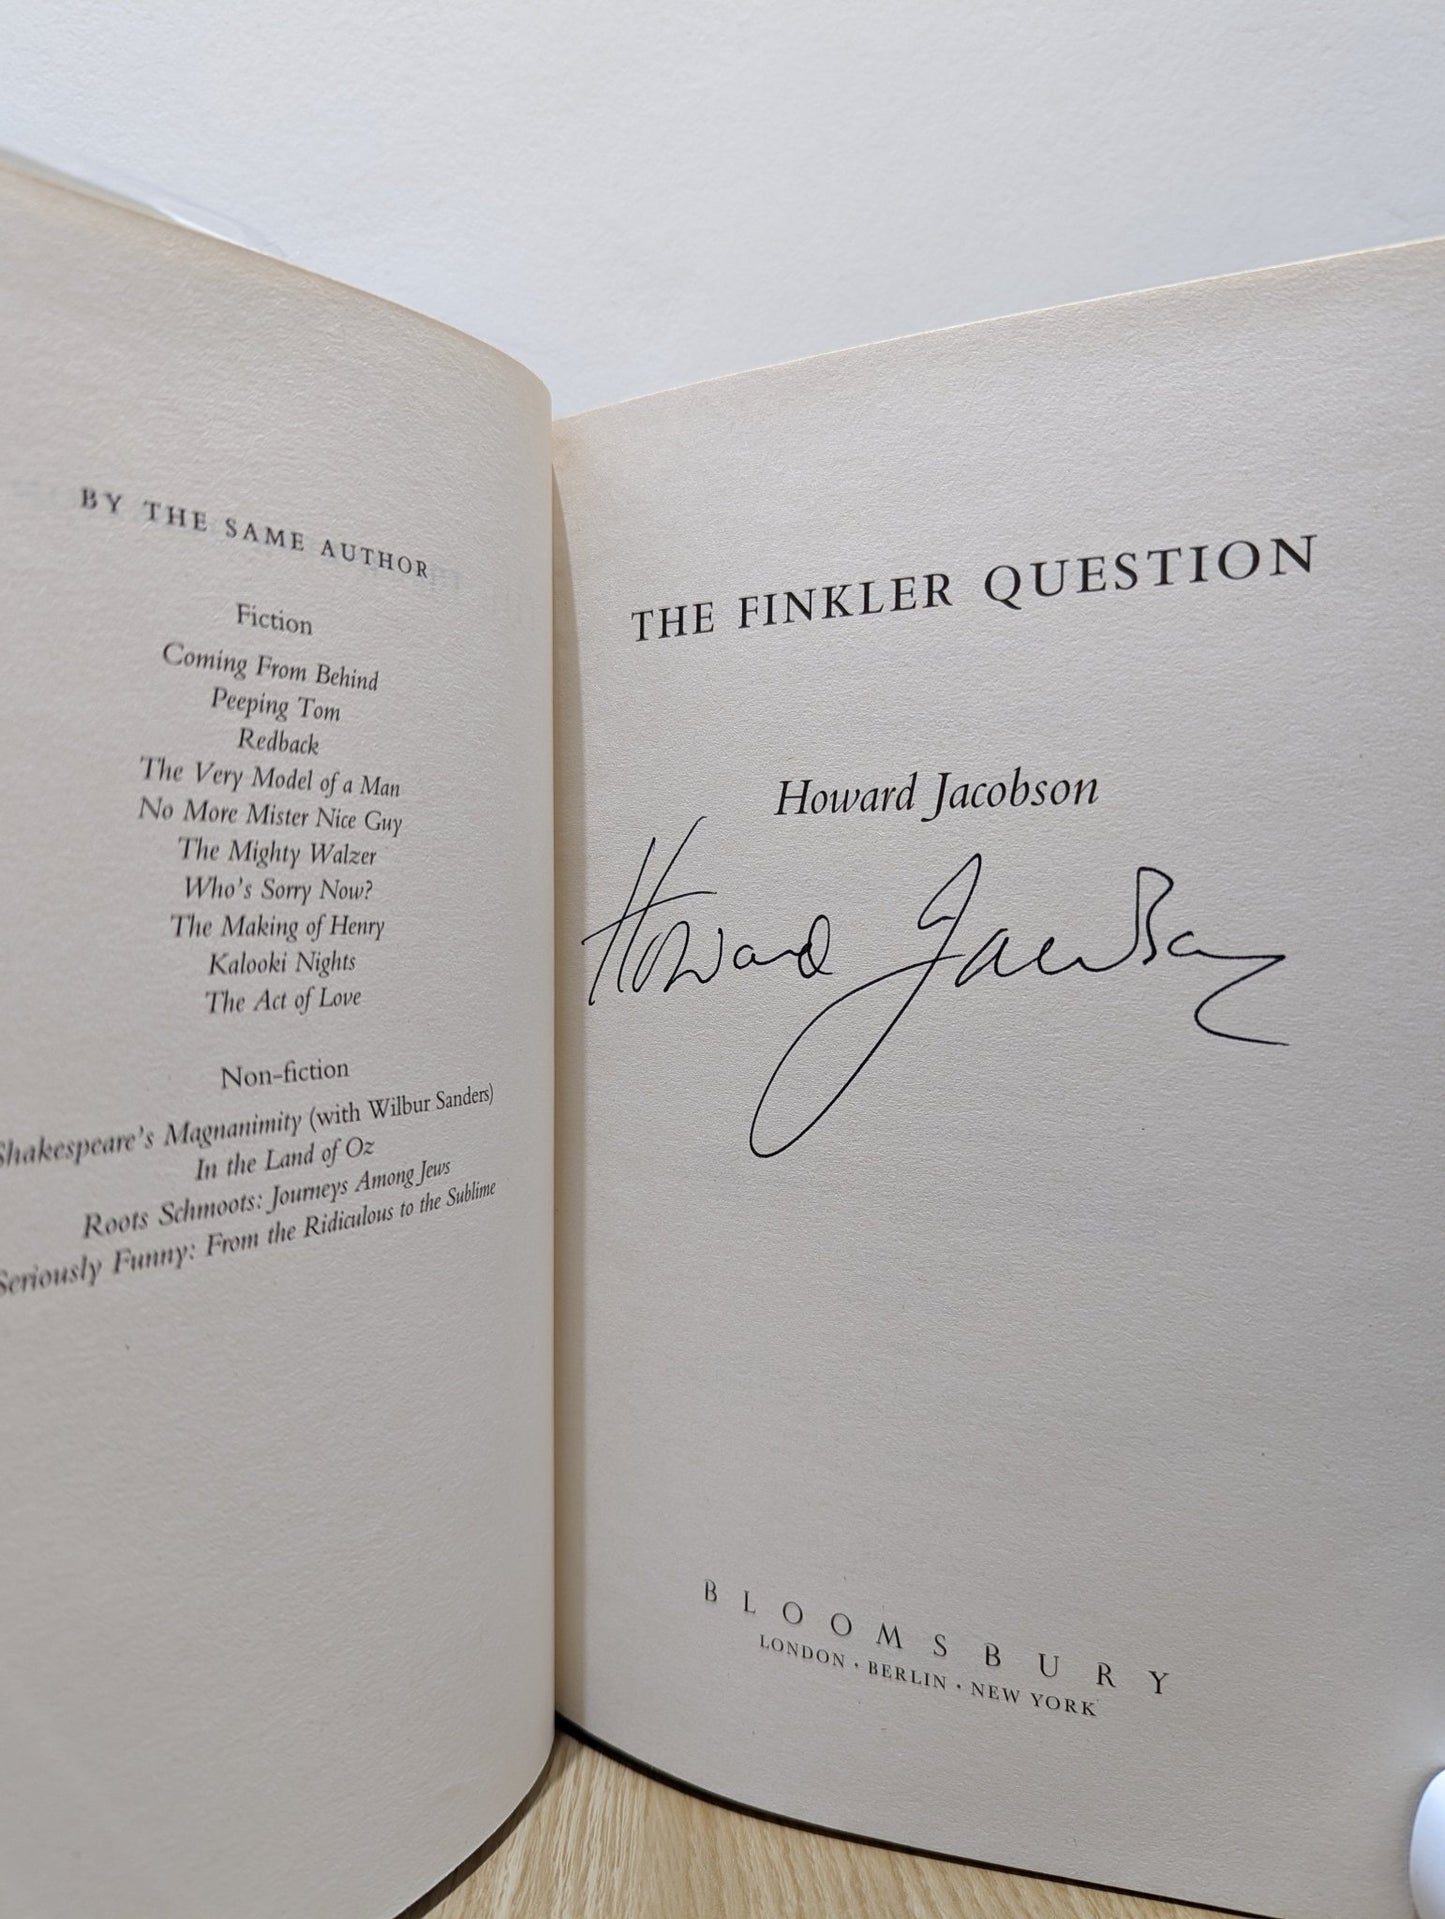 BY THE SAME AUTHOR
Fiction
Coming From Behind
Peeping Tom
Redback
The Very Model of a Man
No More Mister Nice Guy
The Mighty Walzer
Who's Sorry Now?
The Making of Henry
Kalooki Nights
The Act of Love
Non-fiction
Shakespeare's Magnanimity (with Wilbur Sanders)
In the Land of Oz
Roots Schmoots: Journeys Among Jews
Seriously Funny: From the Ridiculous to the Sublime
THE FINKLER QUESTION
Howard Jacobson
Howard Jacobson
BLOOMSBURY
LONDON · BERLIN · NEW YORK